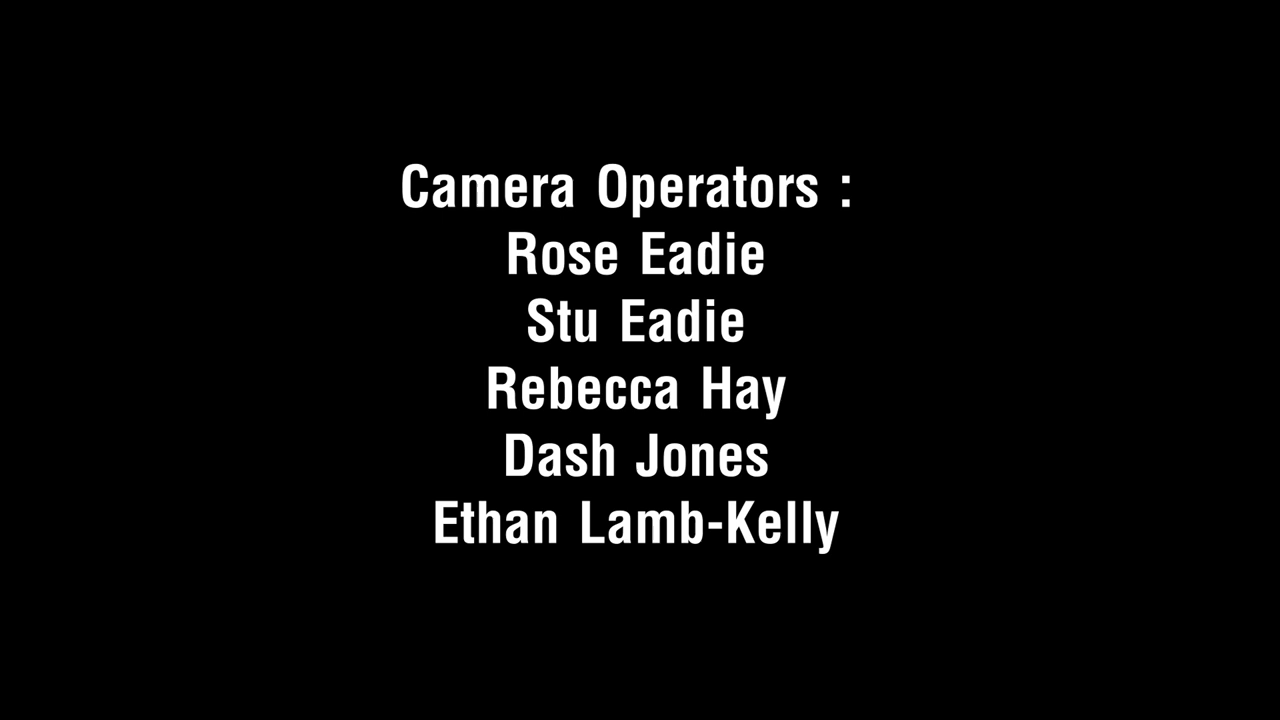 Camera Operators :
Rose Eadie
Stu Eadie
Rebecca Hay
Dash Jones
Ethan Lamb-Kelly